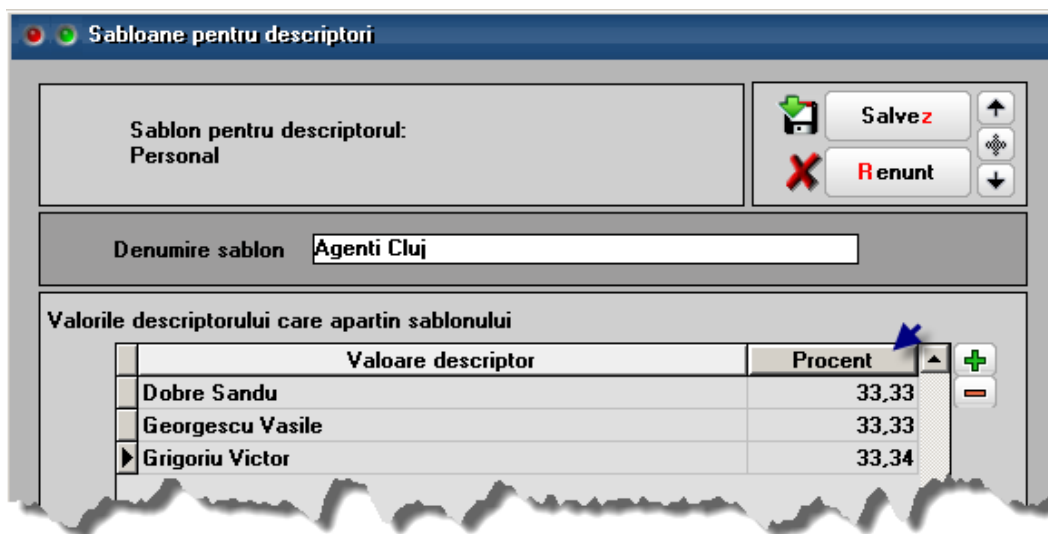 Sabloane pentru descriptori
Sablon pentru descriptorul:
Personal
Salvez
Renunt
Denumire sablon Agenti Cluj
Valorile descriptorului care apartin sablonului
Valoare descriptor Procent
Dobre Sandu 33,33
Georgescu Vasile 33,33
Grigoriu Victor 33,34